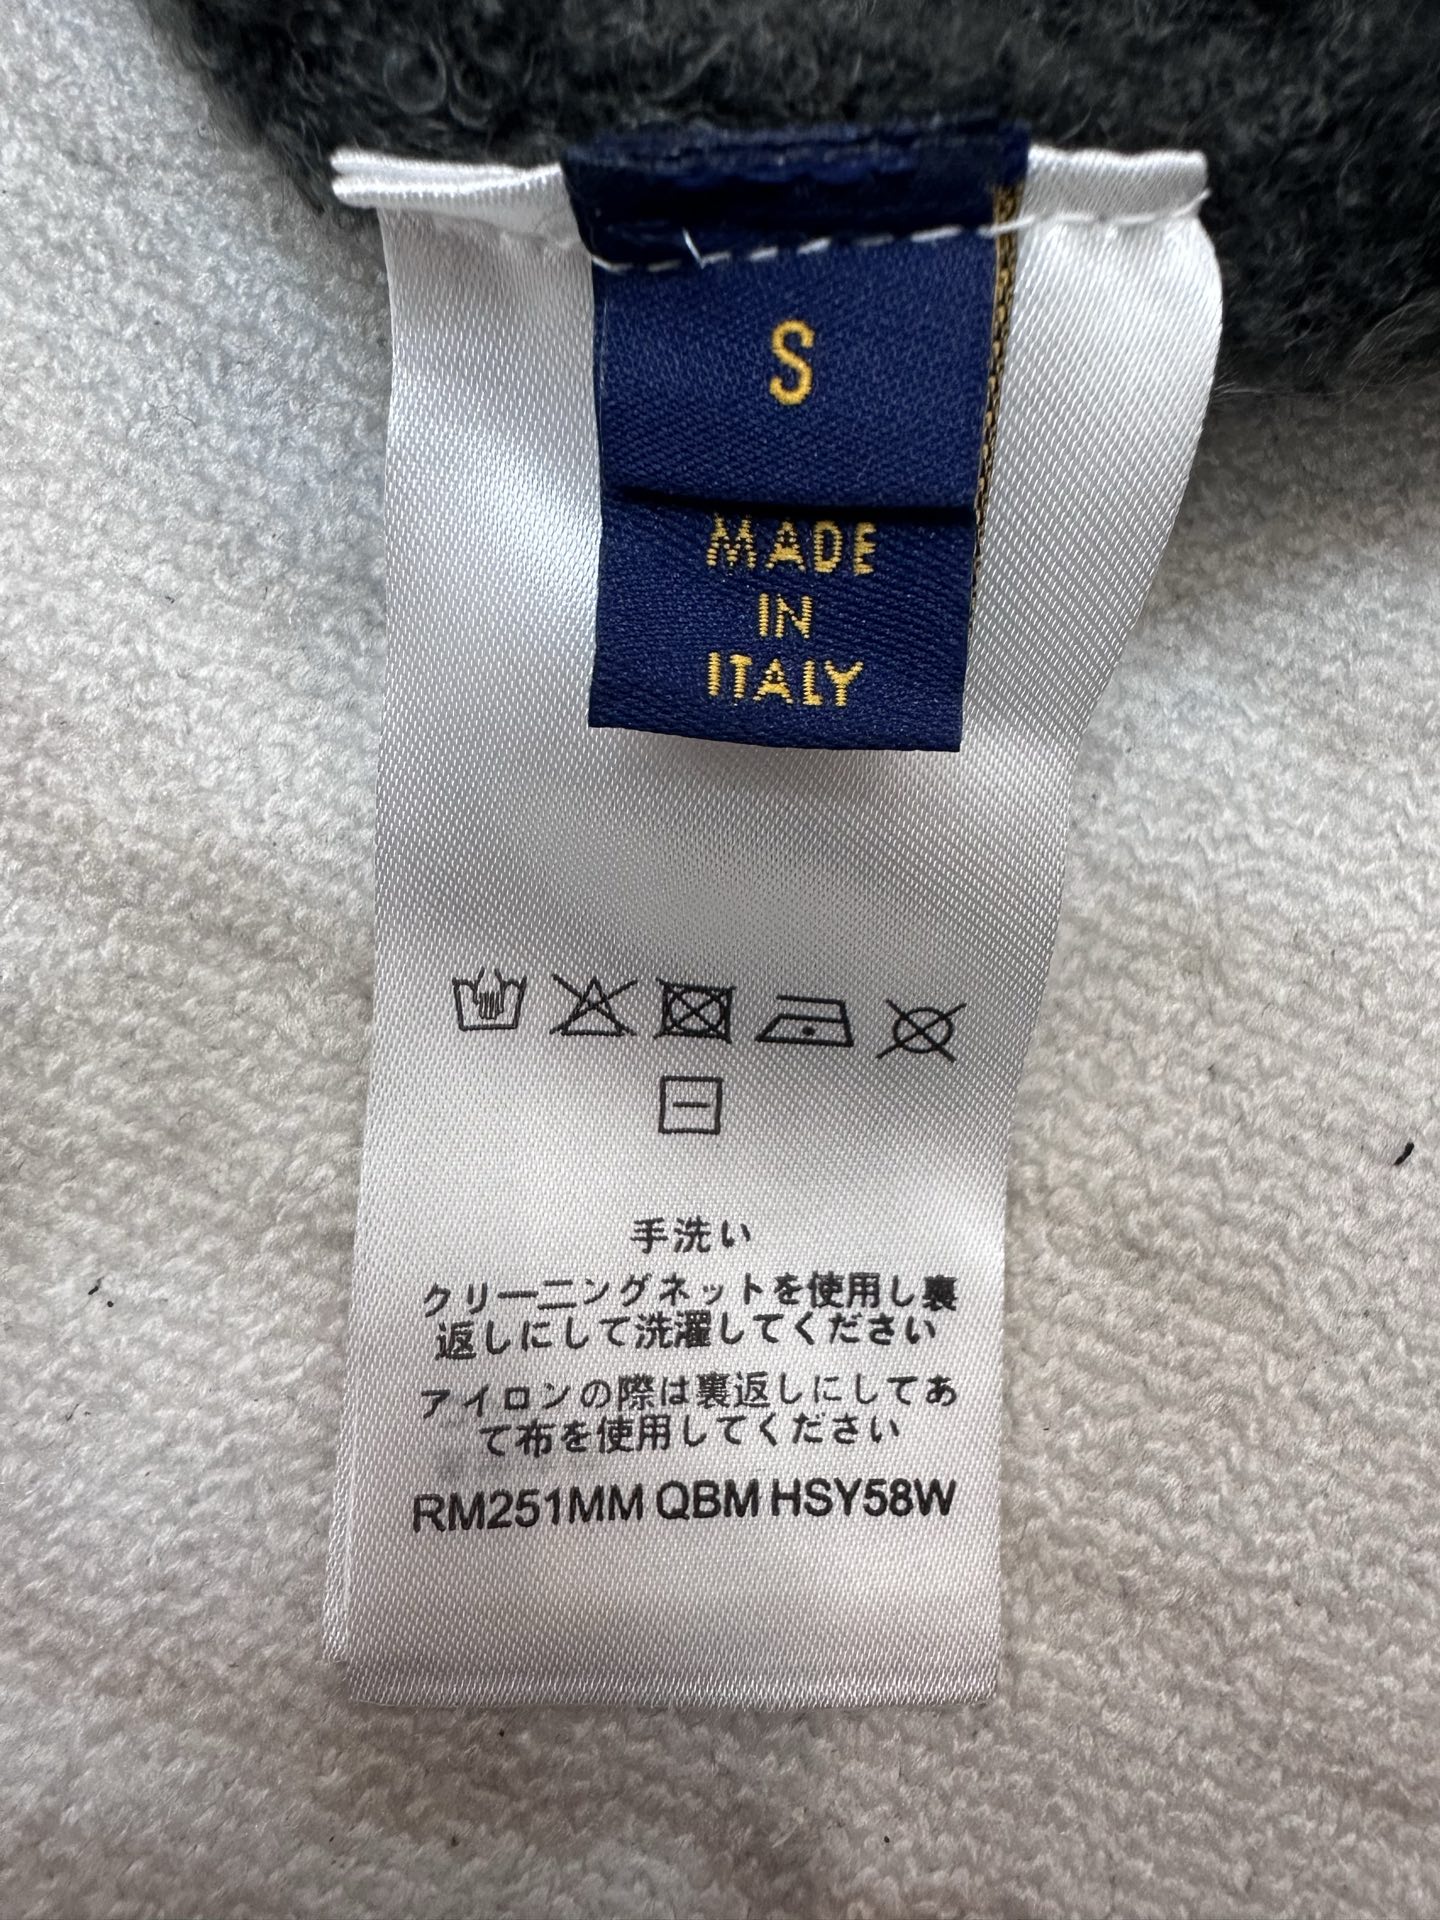 S
MADE
IN
ITALY
手洗い
クリーニングネットを使用し裏
返しにして洗濯してください
アイロンの際は裏返しにしてあ
て布を使用してください
RM251MM QBM HSY58W